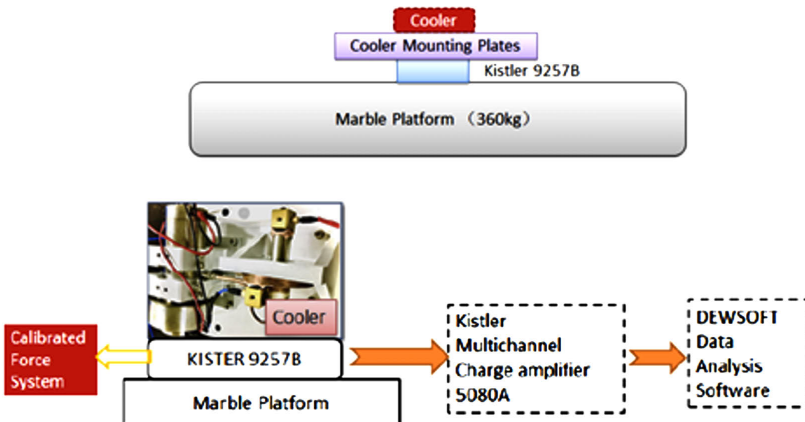 Cooler
Cooler Mounting Plates
Kistler 9257B
Marble Platform （360kg）
Cooler
Calibrated
Force
System
KISTER 9257B
Marble Platform
Kistler
Multichannel
Charge amplifier
5080A
DEWSOFT
Data
Analysis
Software